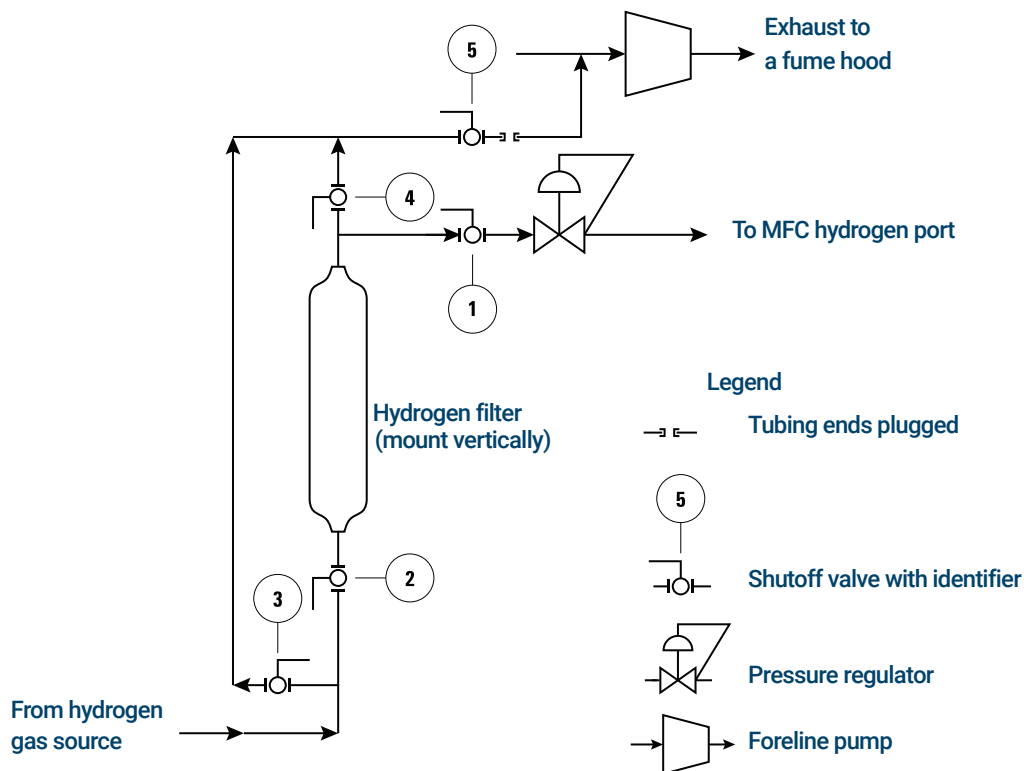 Exhaust to
a fume hood
5
4
1
To MFC hydrogen port
Hydrogen filter
(mount vertically)
2
3
From hydrogen
gas source
Legend
Tubing ends plugged
5
Shutoff valve with identifier
Pressure regulator
Foreline pump